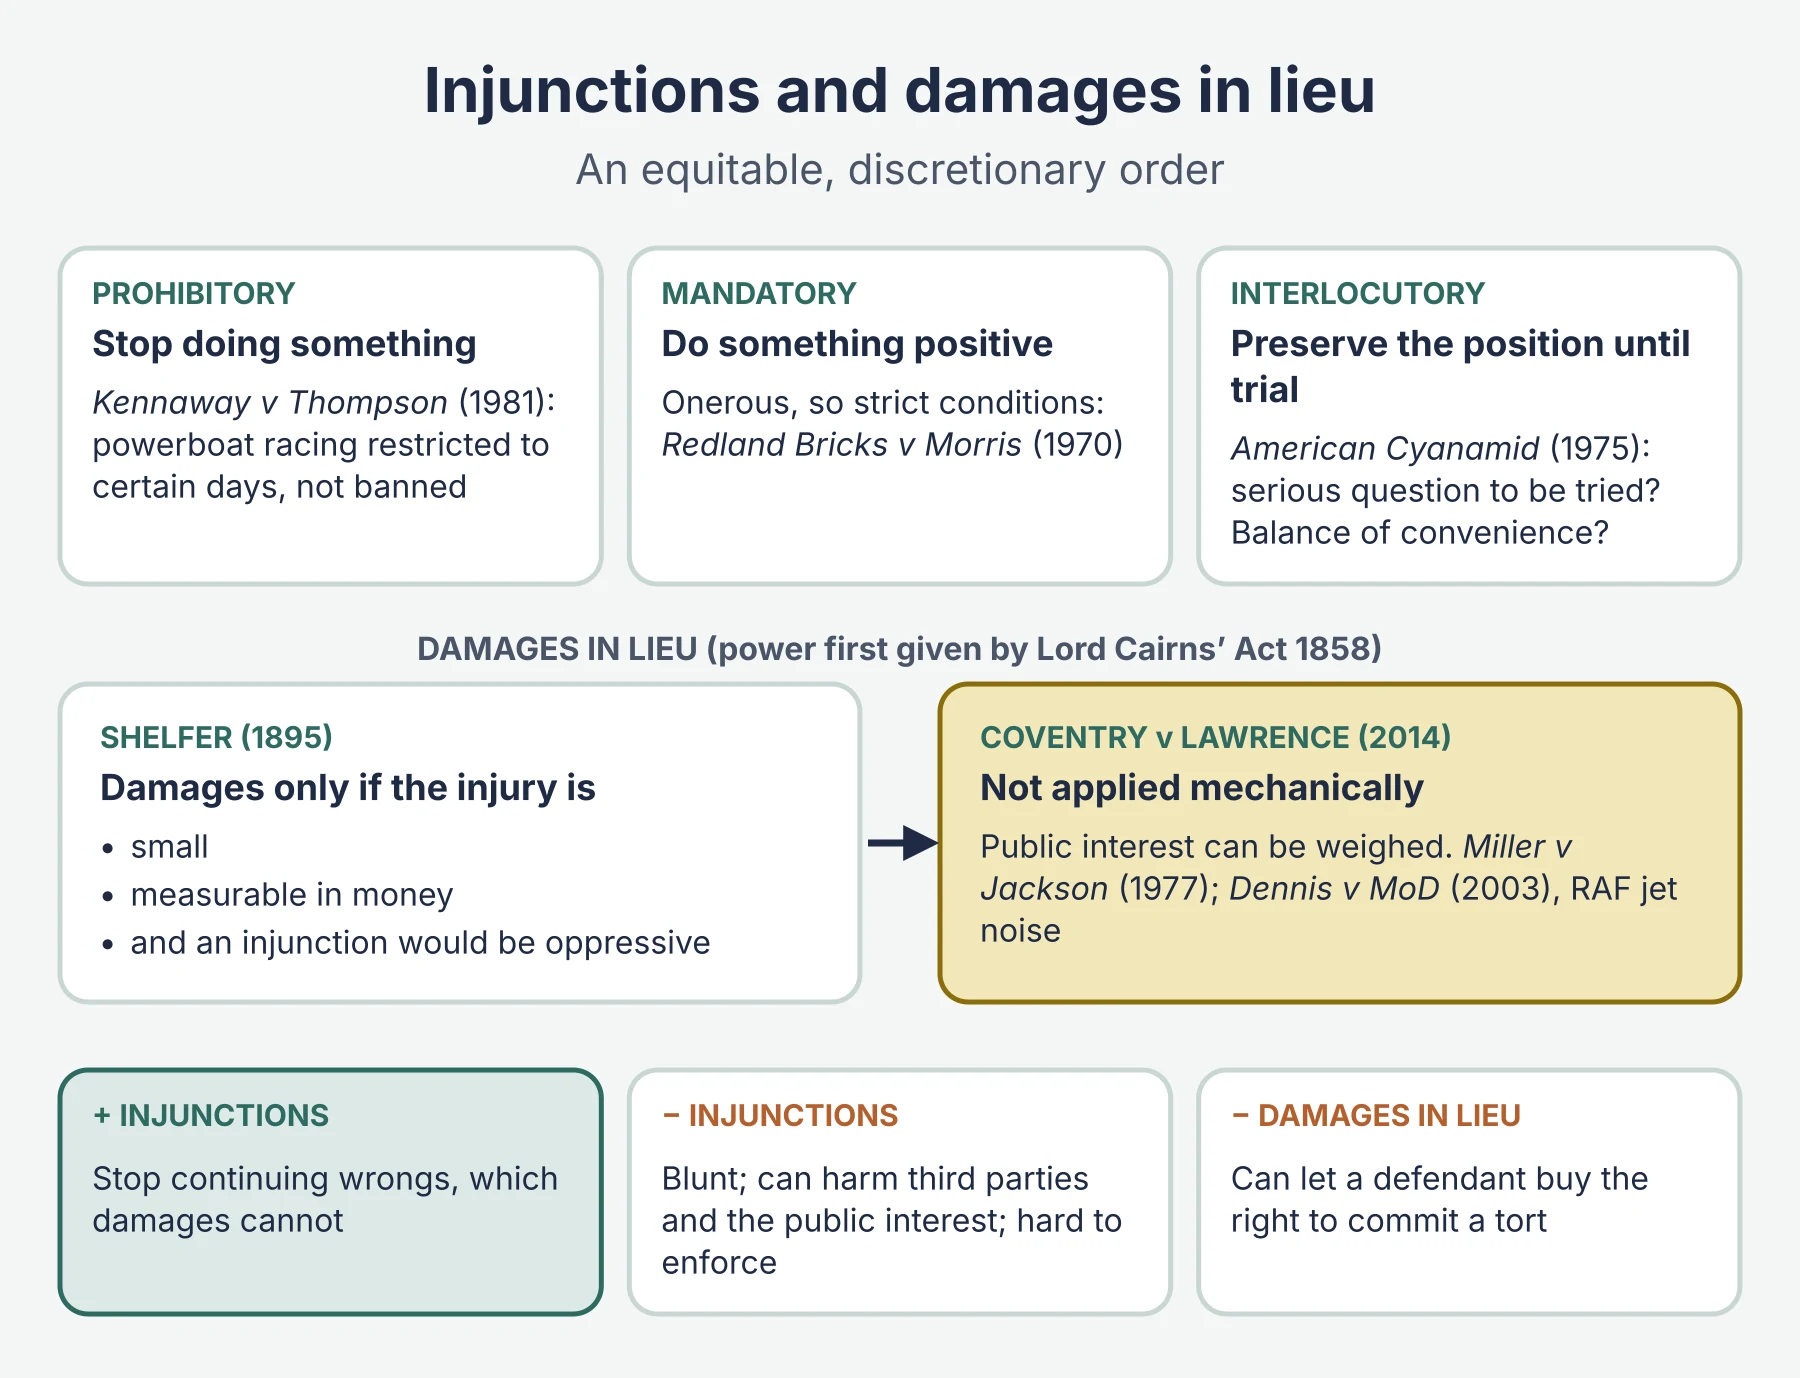 Injunctions and damages in lieu
An equitable, discretionary order
PROHIBITORY
Stop doing something
Kennaway v Thompson (1981):
powerboat racing restricted to
certain days, not banned
MANDATORY
Do something positive
Onerous, so strict conditions:
Redland Bricks v Morris (1970)
INTERLOCUTORY
Preserve the position until
trial
American Cyanamid (1975):
serious question to be tried?
Balance of convenience?
DAMAGES IN LIEU (power first given by Lord Cairns’ Act 1858)
SHELFER (1895)
Damages only if the injury is
• small
• measurable in money
• and an injunction would be oppressive
COVENTRY v LAWRENCE (2014)
Not applied mechanically
Public interest can be weighed. Miller v
Jackson (1977); Dennis v MoD (2003), RAF jet
noise
+ INJUNCTIONS
Stop continuing wrongs, which
damages cannot
− INJUNCTIONS
Blunt; can harm third parties
and the public interest; hard to
enforce
− DAMAGES IN LIEU
Can let a defendant buy the
right to commit a tort